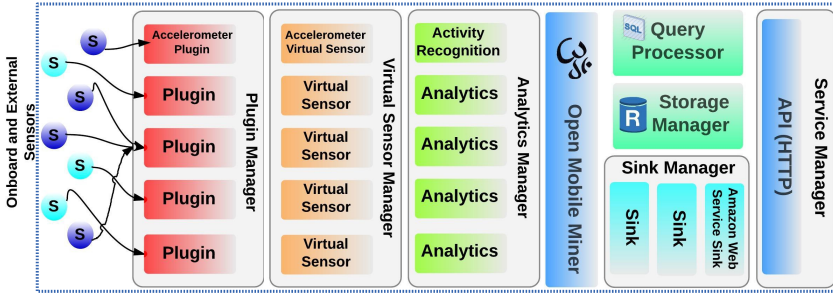 Onboard and External
Sensors
S
S
S
S
S
S
S
Accelerometer
Plugin
Plugin
Plugin
Plugin
Plugin
Plugin Manager
Accelerometer
Virtual Sensor
Virtual
Sensor
Virtual
Sensor
Virtual
Sensor
Virtual
Sensor
Virtual Sensor Manager
Activity
Recognition
Analytics
Analytics
Analytics
Analytics
Analytics Manager
Open Mobile Miner
SQL
Query
Processor
R
Storage
Manager
Sink Manager
Sink
Sink
Amazon Web
Service Sink
API (HTTP)
Service Manager